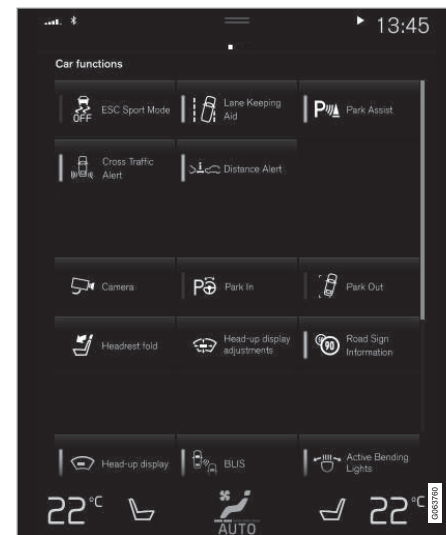 13:45
Car functions
OFF
ESC Sport Mode
Lane Keeping
Aid
P
Park Assist
Cross Traffic
Alert
Distance Alert
Camera
P
Park In
Park Out
Headrest fold
Head-up display
adjustments
90
Road Sign
Information
Head-up display
BLIS
Active Bending
Lights
22°C
AUTO
22°C
G063760